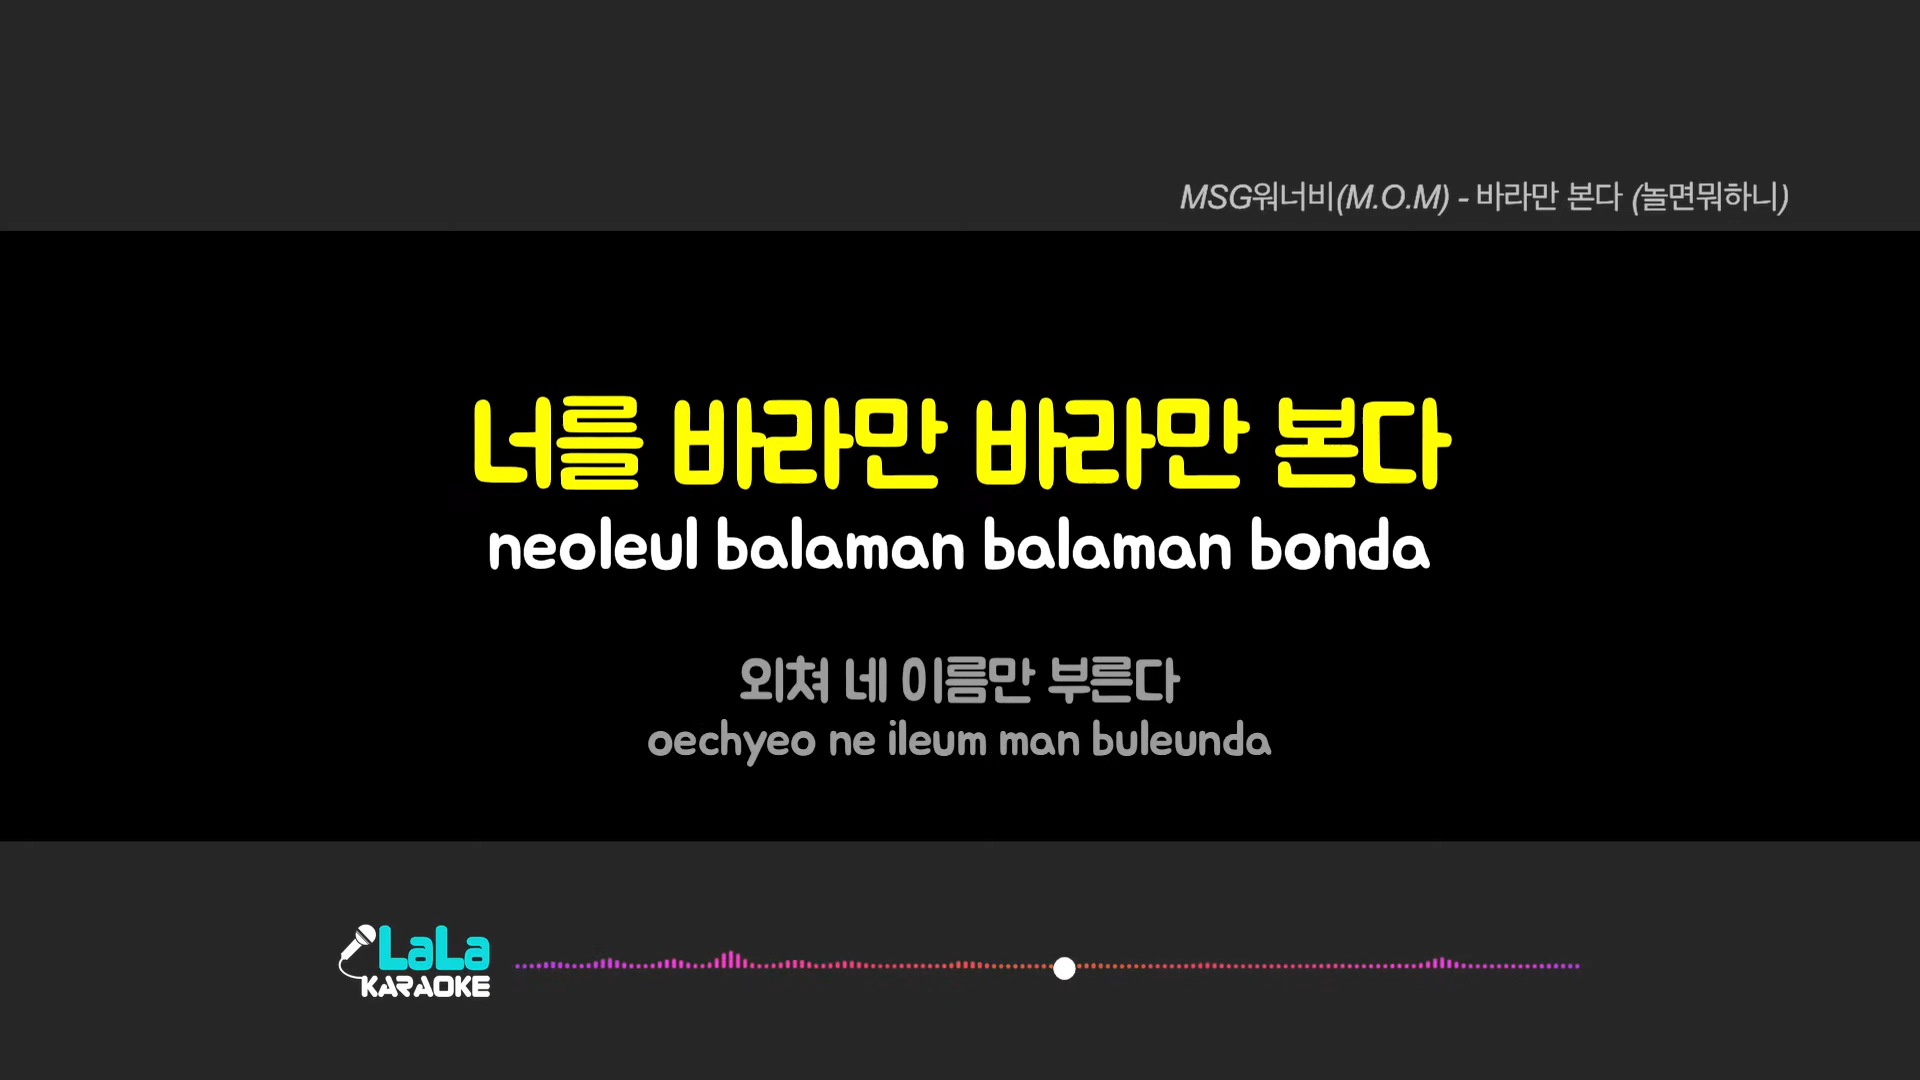 MSG워너비(M.O.M) - 바라만 본다 (놀면뭐하니)
너를 바라만 바라만 본다
neoleul balaman balaman bonda
외쳐 네 이름만 부른다
oechyeo ne ileum man buleunda
LaLa
KARAOKE